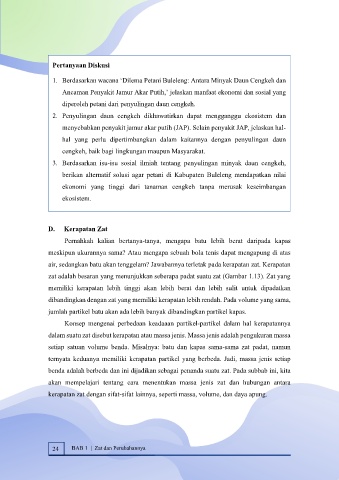 Pertanyaan Diskusi
1. Berdasarkan wacana ‘Dilema Petani Buleleng: Antara Minyak Daun Cengkeh dan
Ancaman Penyakit Jamur Akar Putih,’ jelaskan manfaat ekonomi dan sosial yang
diperoleh petani dari penyulingan daun cengkeh.
2. Penyulingan daun cengkeh dikhawatirkan dapat mengganggu ekosistem dan
menyebabkan penyakit jamur akar putih (JAP). Selain penyakit JAP, jelaskan hal-
hal yang perlu dipertimbangkan dalam kaitannya dengan penyulingan daun
cengkeh, baik bagi lingkungan maupun Masyarakat.
3. Berdasarkan isu-isu sosial ilmiah tentang penyulingan minyak daun cengkeh,
berikan alternatif solusi agar petani di Kabupaten Buleleng mendapatkan nilai
ekonomi yang tinggi dari tanaman cengkeh tanpa merusak keseimbangan
ekosistem.
D. Kerapatan Zat
Pernahkah kalian bertanya-tanya, mengapa batu lebih berat daripada kapas
meskipun ukurannya sama? Atau mengapa sebuah bola tenis dapat mengapung di atas
air, sedangkan batu akan tenggelam? Jawabannya terletak pada kerapatan zat. Kerapatan
zat adalah besaran yang menunjukkan seberapa padat suatu zat (Gambar 1.13). Zat yang
memiliki kerapatan lebih tinggi akan lebih berat dan lebih sulit untuk dipadatkan
dibandingkan dengan zat yang memiliki kerapatan lebih rendah. Pada volume yang sama,
jumlah partikel batu akan ada lebih banyak dibandingkan partikel kapas.
Konsep mengenai perbedaan keadaaan partikel-partikel dalam hal kerapatannya
dalam suatu zat disebut kerapatan atau massa jenis. Massa jenis adalah pengukuran massa
setiap satuan volume benda. Misalnya: batu dan kapas sama-sama zat padat, namun
ternyata keduanya memiliki kerapatan partikel yang berbeda. Jadi, massa jenis setiap
benda adalah berbeda dan ini dijadikan sebagai penanda suatu zat. Pada subbab ini, kita
akan mempelajari tentang cara menentukan massa jenis zat dan hubungan antara
kerapatan zat dengan sifat-sifat lainnya, seperti massa, volume, dan daya apung.
24 BAB 1 | Zat dan Perubahannya